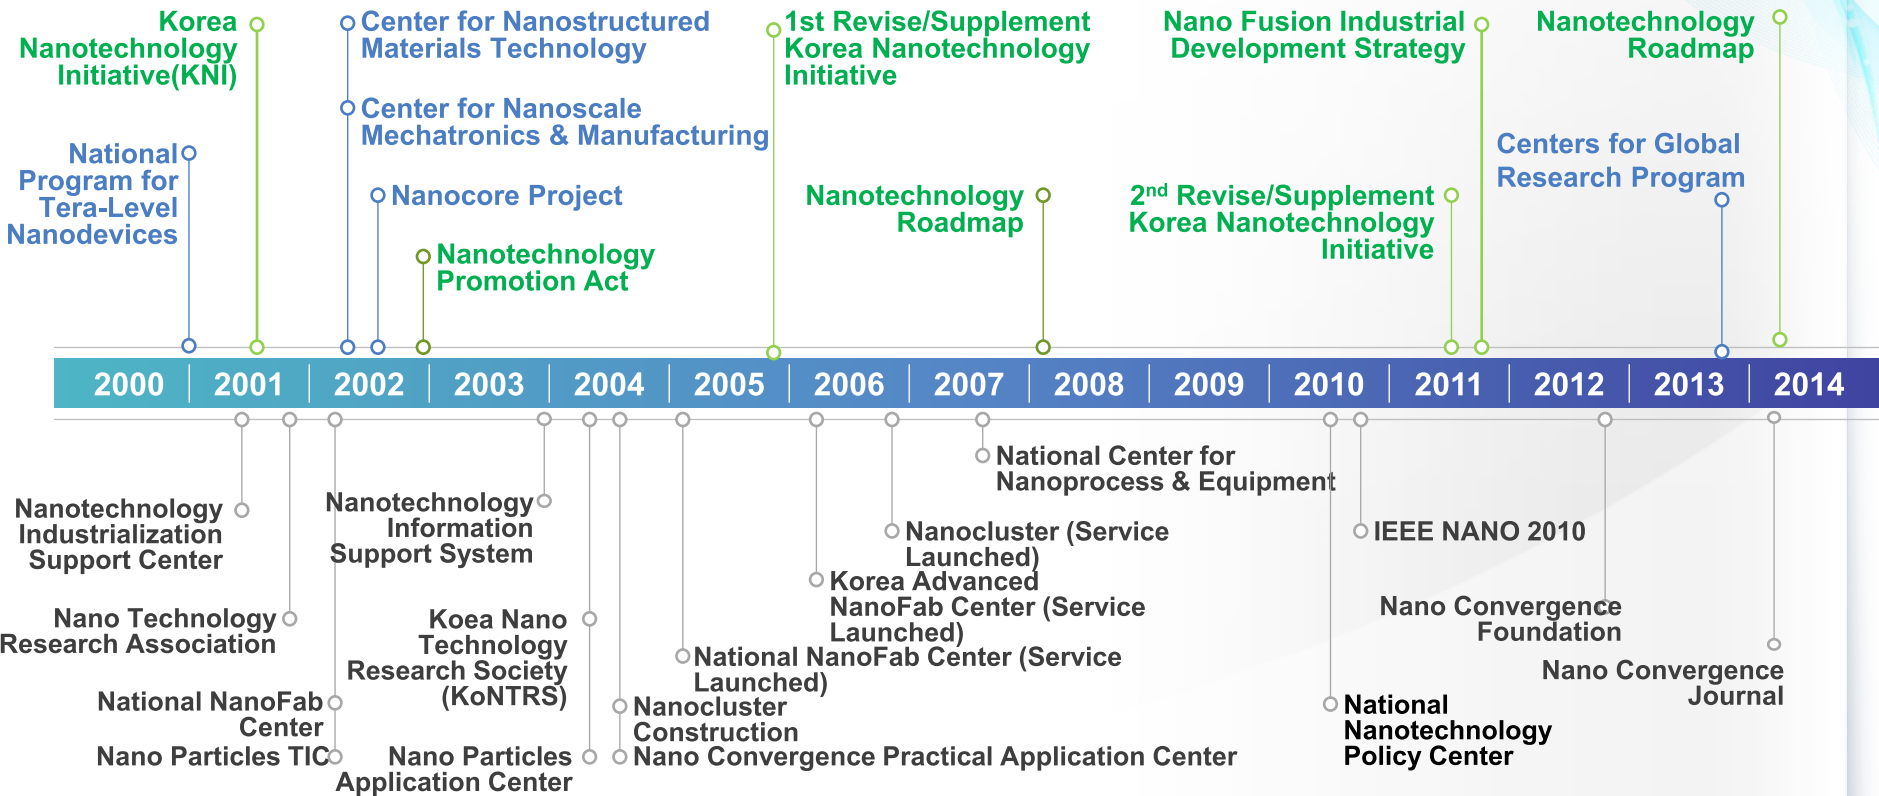 Korea
Nanotechnology
Initiative(KNI)
Center for Nanostructured
Materials Technology
Center for Nanoscale
Mechatronics & Manufacturing
1st Revise/Supplement
Korea Nanotechnology
Initiative
Nano Fusion Industrial
Development Strategy
Nanotechnology
Roadmap
National
Program for
Tera-Level
Nanodevices
Nanocore Project
Nanotechnology
Promotion Act
Nanotechnology
Roadmap
2nd Revise/Supplement
Korea Nanotechnology
Initiative
Centers for Global
Research Program
2000 2001 2002 2003 2004 2005 2006 2007 2008 2009 2010 2011 2012 2013 2014
Nanotechnology
Industrialization
Support Center
Nanotechnology
Information
Support System
National Center for
Nanoprocess & Equipment
Nanocluster (Service
Launched)
IEEE NANO 2010
Korea Advanced
NanoFab Center (Service
Launched)
Nano Technology
Research Association
Koea Nano
Technology
Research Society
(KoNTRS)
National NanoFab Center (Service
Launched)
Nano Convergence
Foundation
Nano Convergence
Journal
National NanoFab
Center
Nano Particles TIC
Nano Particles
Application Center
Nanocluster
Construction
Nano Convergence Practical Application Center
National
Nanotechnology
Policy Center